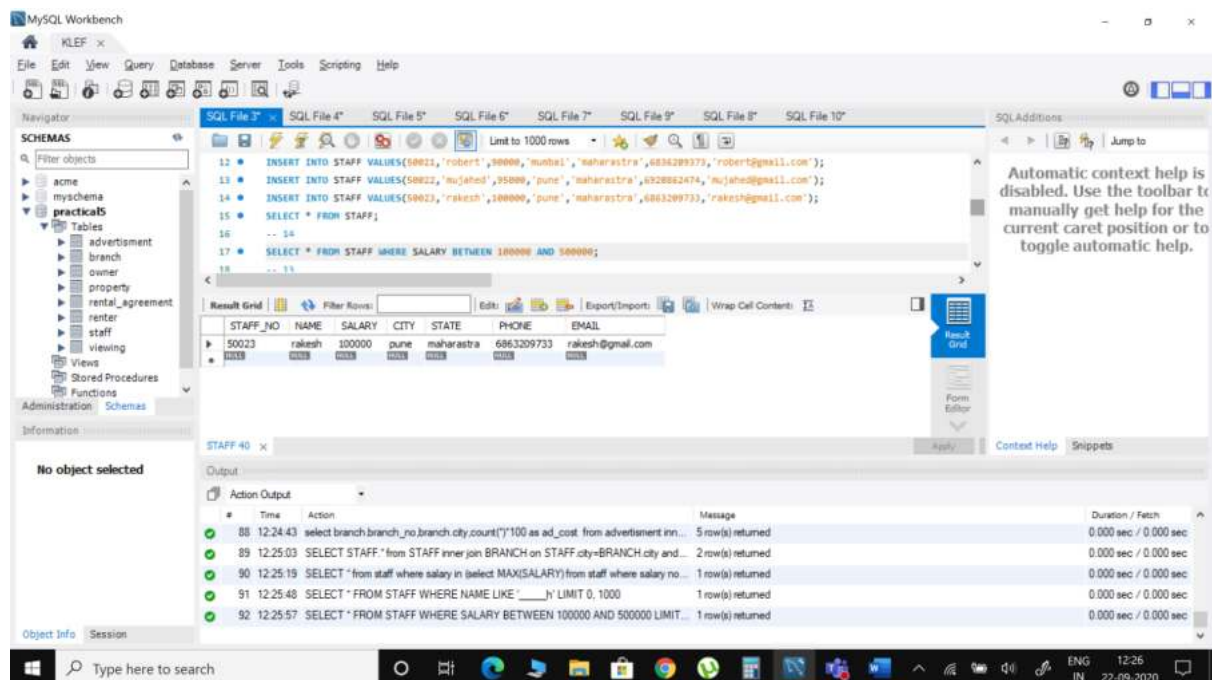 MySQL Workbench
KLEF ×
File Edit View Query Database Server Tools Scripting Help
Navigator
SCHEMAS
Filter objects
acme
myschema
practical5
Tables
advertisment
branch
owner
property
rental_agreement
renter
staff
viewing
Views
Stored Procedures
Functions
Administration Schemas
Information
No object selected
Object Info Session
SQL File 3* × SQL File 4* SQL File 5* SQL File 6* SQL File 7* SQL File 9* SQL File 8* SQL File 10*
Limit to 1000 rows
12 INSERT INTO STAFF VALUES(50021,'robert',90000,'mumbai','maharastra',6836209373,'robert@gmail.com');
13 INSERT INTO STAFF VALUES(50022,'mujahed',95000,'pune','maharastra',6920862474,'mujahed@gmail.com');
14 INSERT INTO STAFF VALUES(50023,'rakesh',100000,'pune','maharastra',6863209733,'rakesh@gmail.com');
15 SELECT * FROM STAFF;
16 -- 14
17 SELECT * FROM STAFF WHERE SALARY BETWEEN 100000 AND 500000;
18 -- 13
Result Grid Filter Rows: Edit: Export/Import: Wrap Cell Content:
STAFF_NO NAME SALARY CITY STATE PHONE EMAIL
50023 rakesh 100000 pune maharastra 6863209733 rakesh@gmail.com
NULL NULL NULL NULL NULL NULL NULL
Result Grid
Form Editor
STAFF 40 ×
Apply
SQLAdditions
Jump to
Automatic context help is
disabled. Use the toolbar to
manually get help for the
current caret position or to
toggle automatic help.
Context Help Snippets
Output
Action Output
# Time Action Message Duration / Fetch
88 12:24:43 select branch.branch_no,branch.city,count(*)*100 as ad_cost from advertisment inn... 5 row(s) returned 0.000 sec / 0.000 sec
89 12:25:03 SELECT STAFF.* from STAFF inner join BRANCH on STAFF.city=BRANCH.city and... 2 row(s) returned 0.000 sec / 0.000 sec
90 12:25:19 SELECT * from staff where salary in (select MAX(SALARY) from staff where salary no... 1 row(s) returned 0.000 sec / 0.000 sec
91 12:25:48 SELECT * FROM STAFF WHERE NAME LIKE '_____h' LIMIT 0, 1000 1 row(s) returned 0.000 sec / 0.000 sec
92 12:25:57 SELECT * FROM STAFF WHERE SALARY BETWEEN 100000 AND 500000 LIMIT... 1 row(s) returned 0.000 sec / 0.000 sec
Type here to search
ENG
IN
12:26
22-09-2020